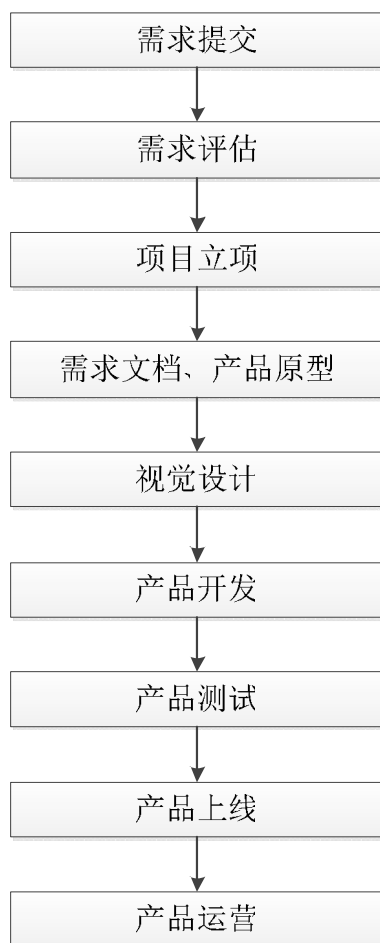 需求提交
需求评估
项目立项
需求文档、产品原型
视觉设计
产品开发
产品测试
产品上线
产品运营